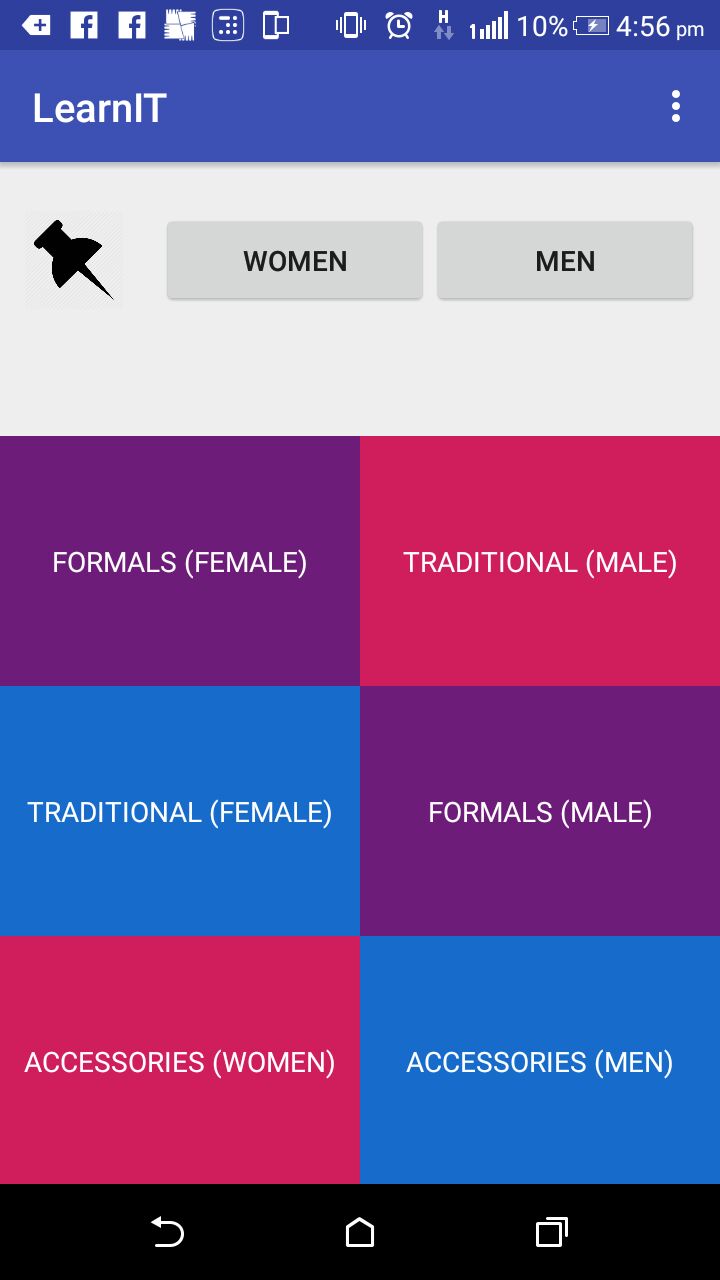 H
1 10% 4:56 pm
LearnIT
WOMEN MEN
FORMALS (FEMALE) TRADITIONAL (MALE)
TRADITIONAL (FEMALE) FORMALS (MALE)
ACCESSORIES (WOMEN) ACCESSORIES (MEN)